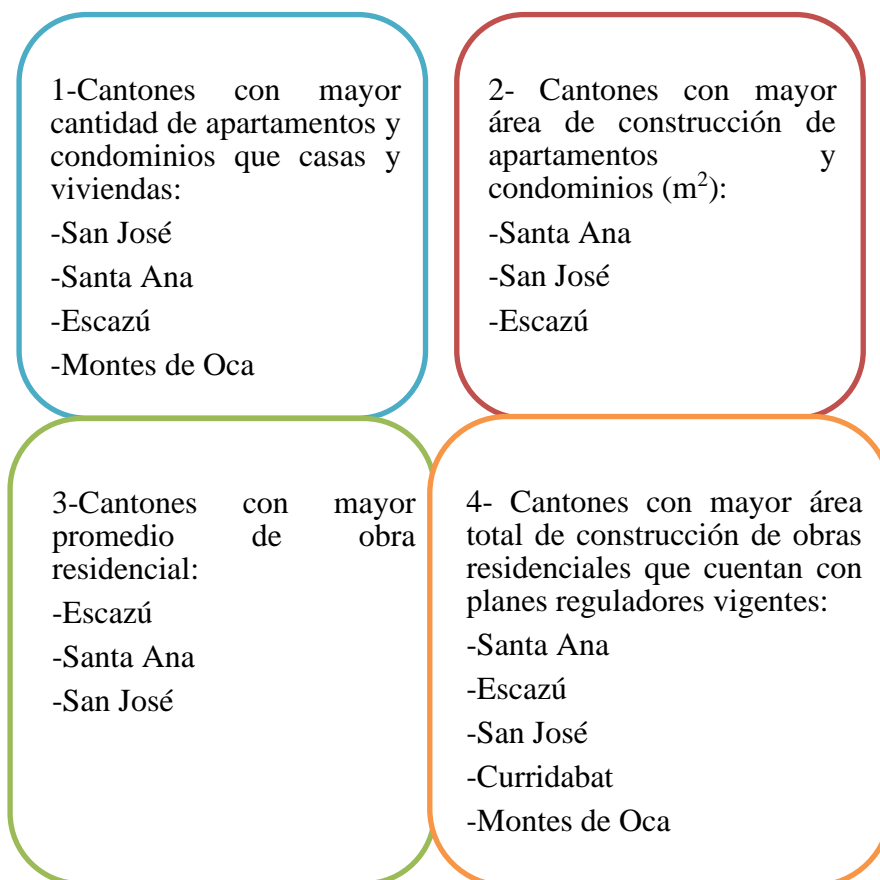 1-Cantones con mayor
cantidad de apartamentos y
condominios que casas y
viviendas:
-San José
-Santa Ana
-Escazú
-Montes de Oca
2- Cantones con mayor
área de construcción de
apartamentos y
condominios (m²):
-Santa Ana
-San José
-Escazú
3-Cantones con mayor
promedio de obra
residencial:
-Escazú
-Santa Ana
-San José
4- Cantones con mayor área
total de construcción de obras
residenciales que cuentan con
planes reguladores vigentes:
-Santa Ana
-Escazú
-San José
-Curridabat
-Montes de Oca